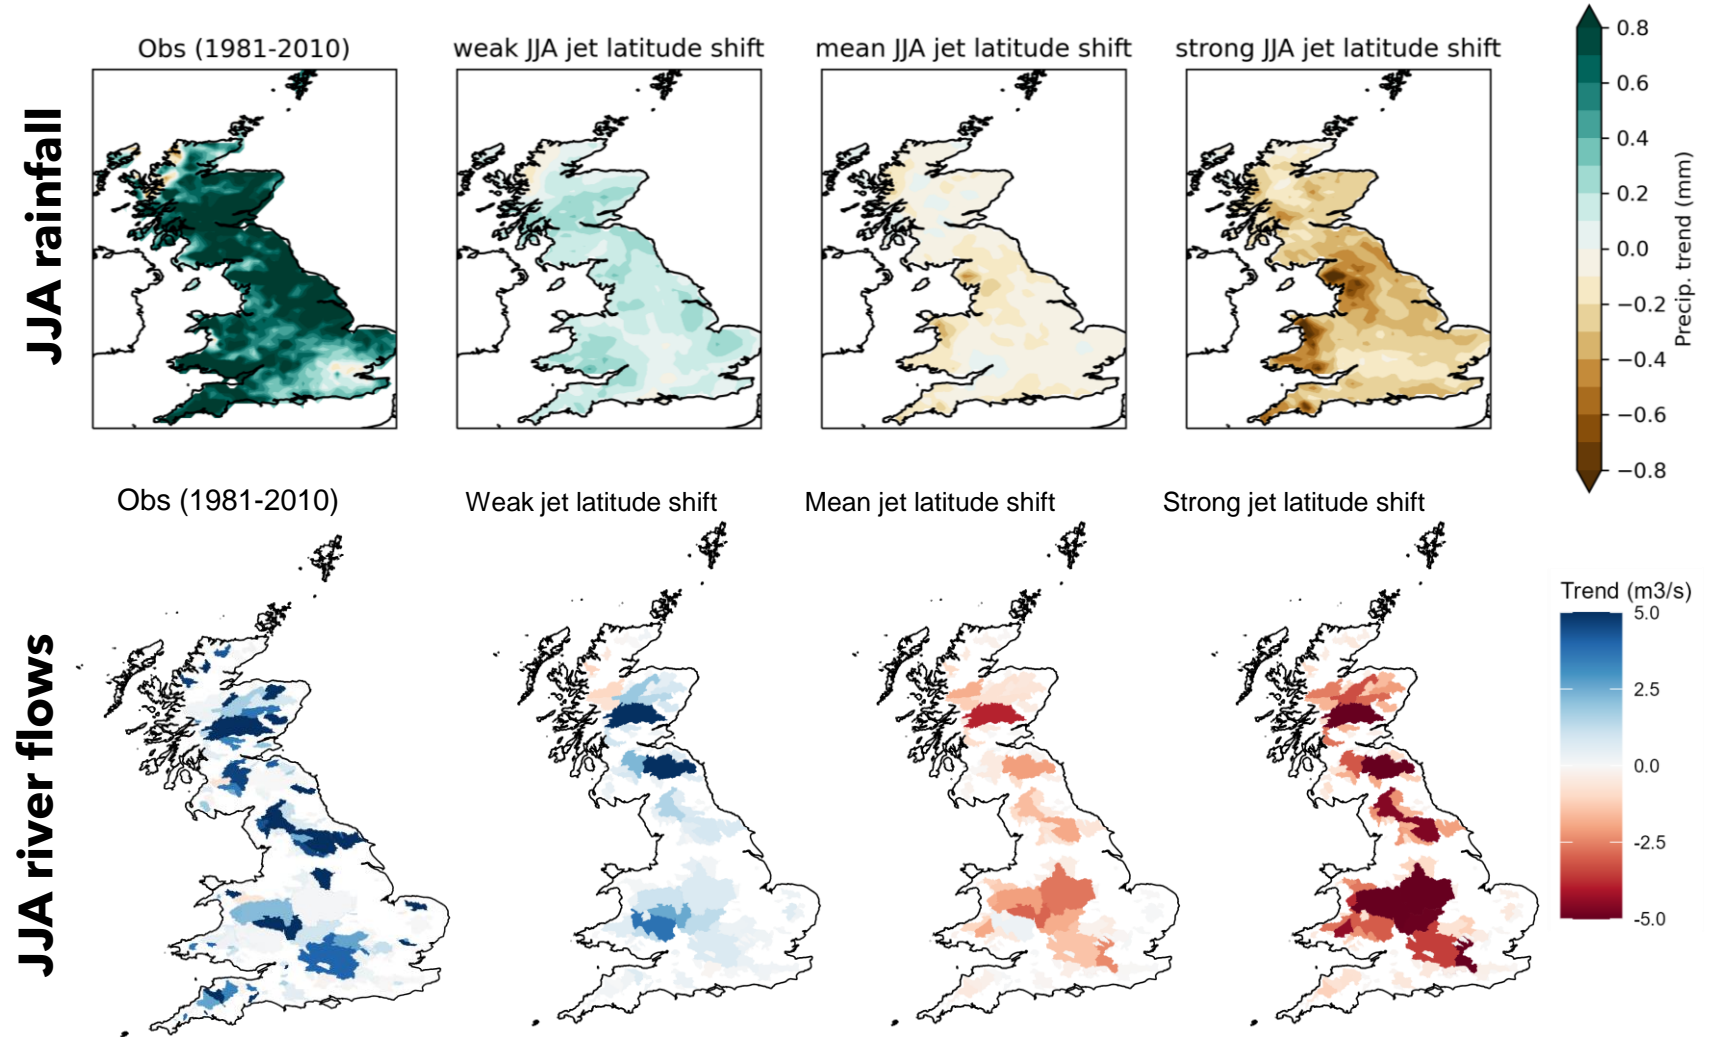 Obs (1981-2010)
weak JJA jet latitude shift
mean JJA jet latitude shift
strong JJA jet latitude shift
JJA rainfall
0.8
0.6
0.4
0.2
0.0
−0.2
−0.4
−0.6
−0.8
Precip. trend (mm)
Obs (1981-2010)
Weak jet latitude shift
Mean jet latitude shift
Strong jet latitude shift
JJA river flows
Trend (m3/s)
5.0
2.5
0.0
-2.5
-5.0